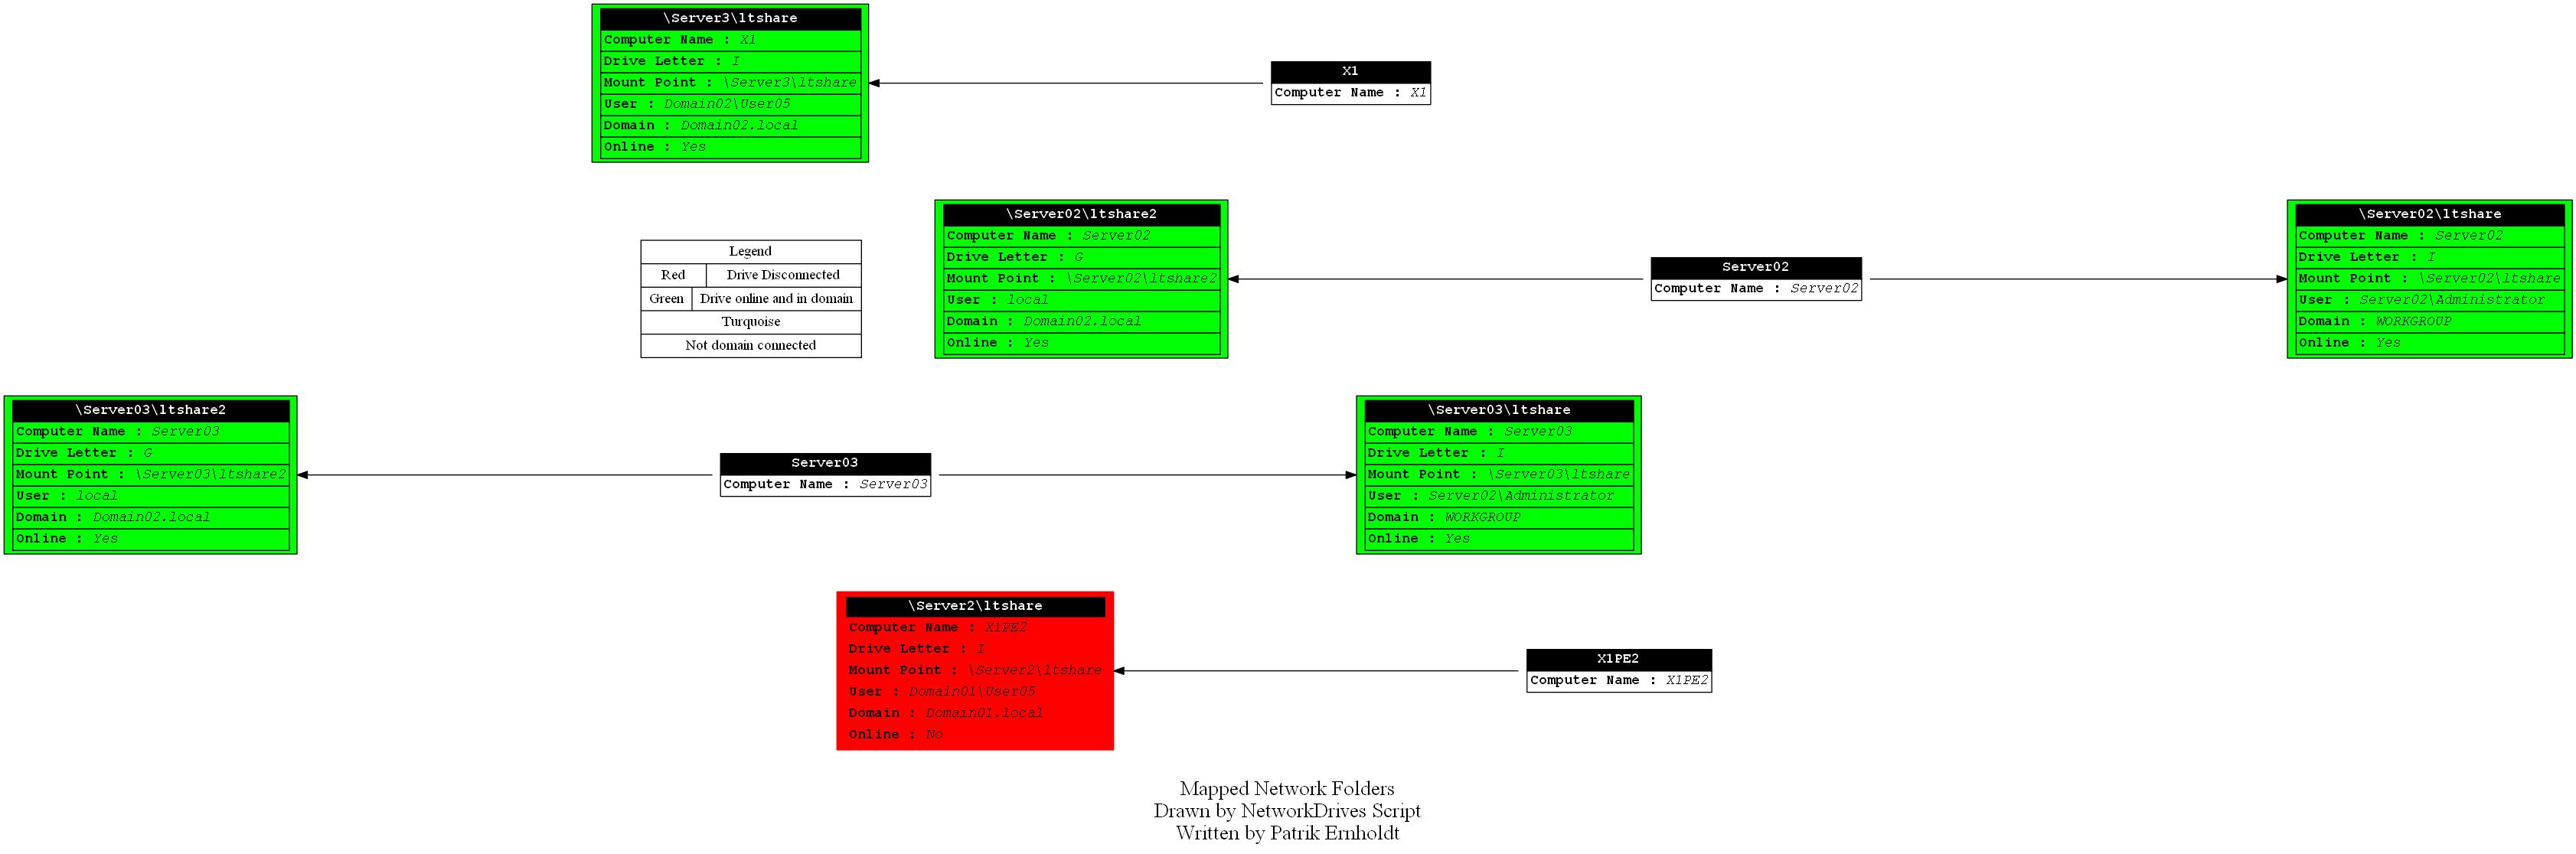 \Server3\ltshare
Computer Name : X1
Drive Letter : I
Mount Point : \Server3\ltshare
User : Domain02\User05
Domain : Domain02.local
Online : Yes
X1
Computer Name : X1
Legend
Red Drive Disconnected
Green Drive online and in domain
Turquoise
Not domain connected
\Server02\ltshare2
Computer Name : Server02
Drive Letter : G
Mount Point : \Server02\ltshare2
User : local
Domain : Domain02.local
Online : Yes
Server02
Computer Name : Server02
\Server02\ltshare
Computer Name : Server02
Drive Letter : I
Mount Point : \Server02\ltshare
User : Server02\Administrator
Domain : WORKGROUP
Online : Yes
\Server03\ltshare2
Computer Name : Server03
Drive Letter : G
Mount Point : \Server03\ltshare2
User : local
Domain : Domain02.local
Online : Yes
Server03
Computer Name : Server03
\Server03\ltshare
Computer Name : Server03
Drive Letter : I
Mount Point : \Server03\ltshare
User : Server02\Administrator
Domain : WORKGROUP
Online : Yes
\Server2\ltshare
Computer Name : X1PE2
Drive Letter : I
Mount Point : \Server2\ltshare
User : Domain01\User05
Domain : Domain01.local
Online : No
X1PE2
Computer Name : X1PE2
Mapped Network Folders
Drawn by NetworkDrives Script
Written by Patrik Ernholdt